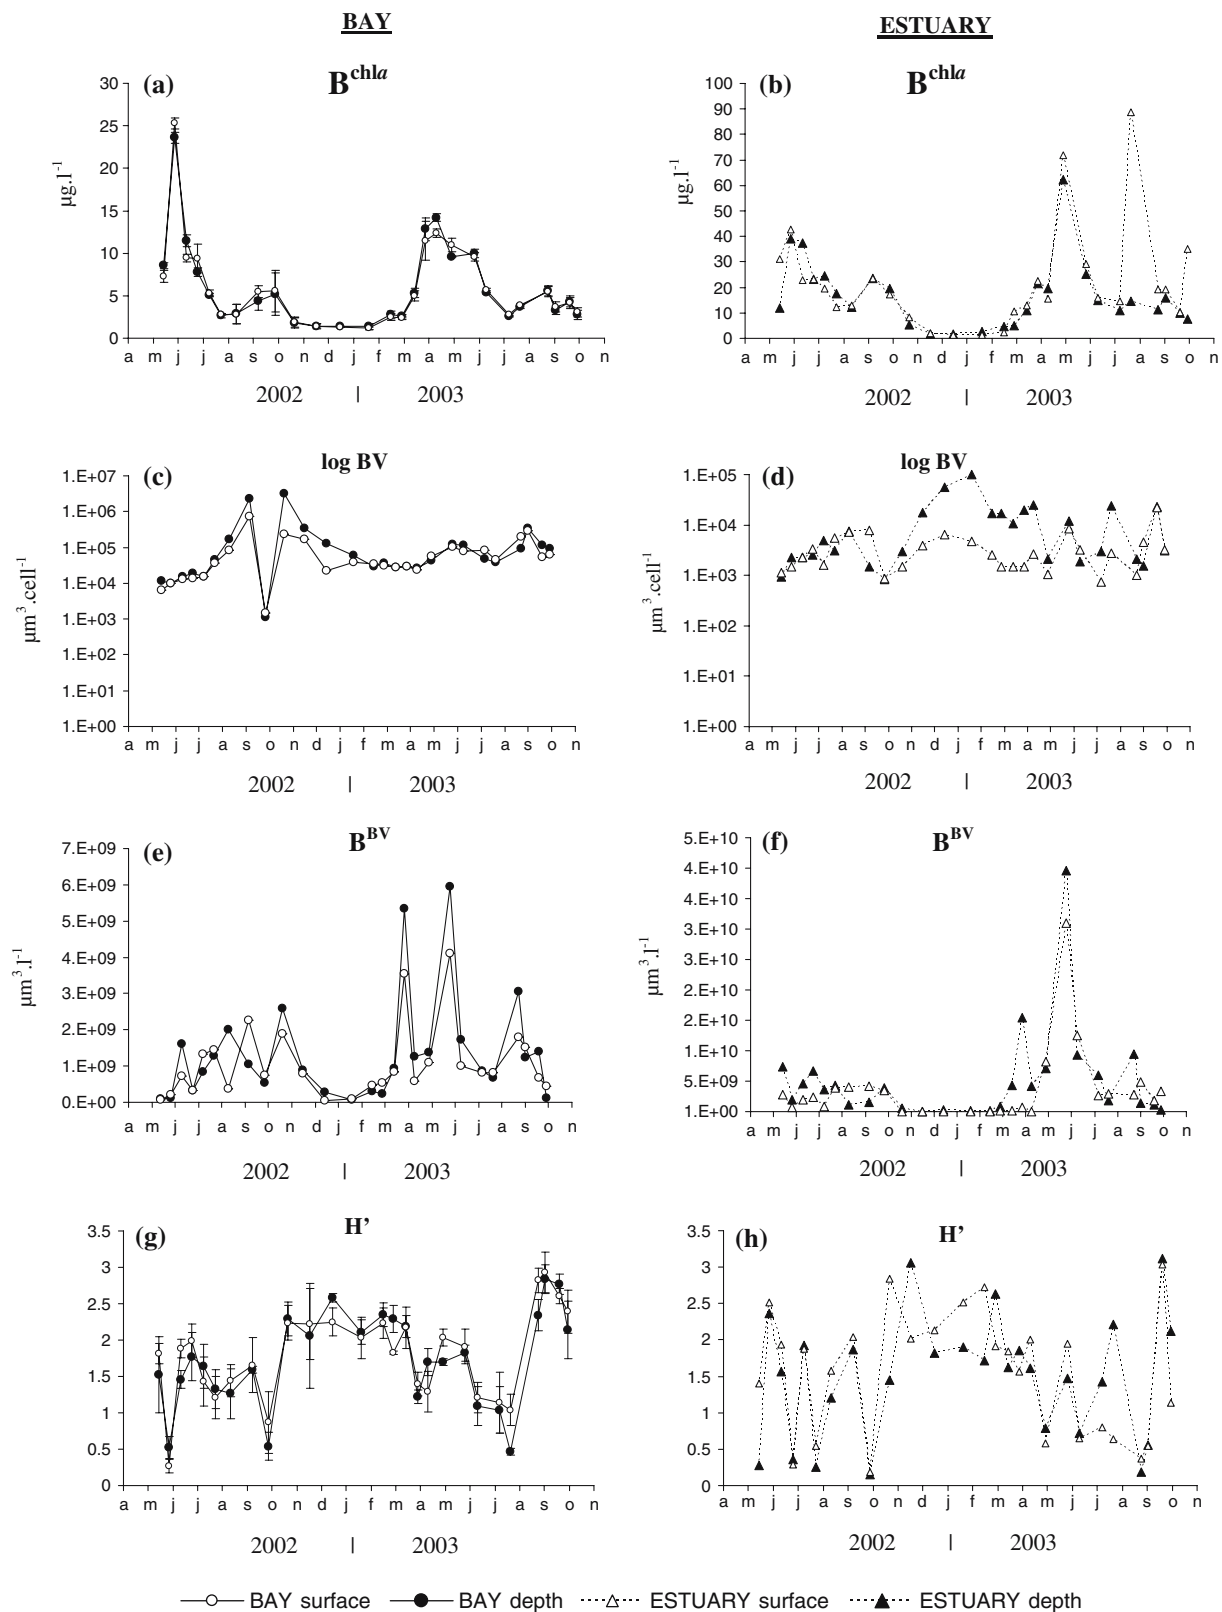 BAY ESTUARY
(a) B^chla
30
25
20
15
10
5
0
µg.l⁻¹
a m j j a s o n d j f m a m j j a s o n
2002 | 2003
(b) B^chla
100
90
80
70
60
50
40
30
20
10
0
µg.l⁻¹
a m j j a s o n d j f m a m j j a s o n
2002 | 2003
(c) log BV
1.E+07
1.E+06
1.E+05
1.E+04
1.E+03
1.E+02
1.E+01
1.E+00
µm³.cell⁻¹
a m j j a s o n d j f m a m j j a s o n
2002 | 2003
(d) log BV
1.E+05
1.E+04
1.E+03
1.E+02
1.E+01
1.E+00
µm³.cell⁻¹
a m j j a s o n d j f m a m j j a s o n
2002 | 2003
(e) B^BV
7.E+09
6.E+09
5.E+09
4.E+09
3.E+09
2.E+09
1.E+09
0.E+00
µm³.l⁻¹
a m j j a s o n d j f m a m j j a s o n
2002 | 2003
(f) B^BV
5.E+10
4.E+10
4.E+10
3.E+10
3.E+10
2.E+10
2.E+10
1.E+10
5.E+09
1.E+00
µm³.l⁻¹
a m j j a s o n d j f m a m j j a s o n
2002 | 2003
(g) H’
3.5
3
2.5
2
1.5
1
0.5
0
a m j j a s o n d j f m a m j j a s o n
2002 | 2003
(h) H’
3.5
3
2.5
2
1.5
1
0.5
0
a m j j a s o n d j f m a m j j a s o n
2002 | 2003
BAY surface BAY depth ESTUARY surface ESTUARY depth